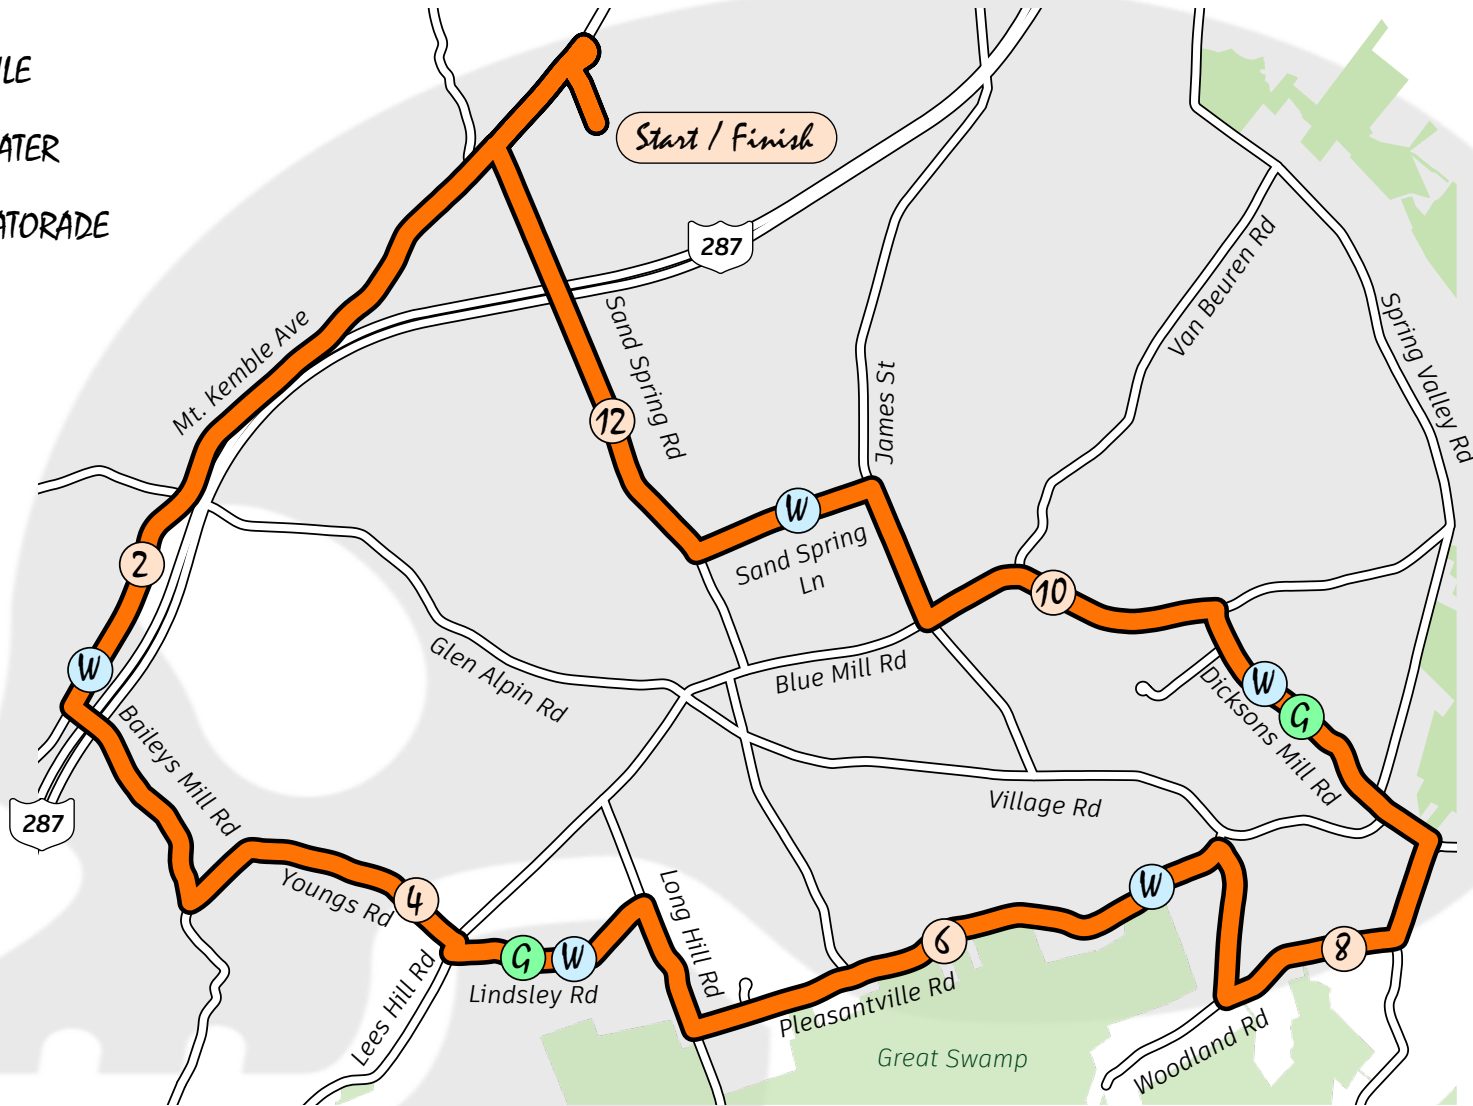 ILE
ATER
ATORADE
Start / Finish
287
Mt. Kemble Ave
Sand Spring Rd
James St
Van Beuren Rd
Spring Valley Rd
12
W
Sand Spring
Ln
2
10
W
Glen Alpin Rd
Blue Mill Rd
W
G
Dicksons Mill Rd
Baileys Mill Rd
287
Village Rd
Youngs Rd
4
Long Hill Rd
W
6
8
G
W
Lees Hill Rd
Lindsley Rd
Pleasantville Rd
Great Swamp
Woodland Rd